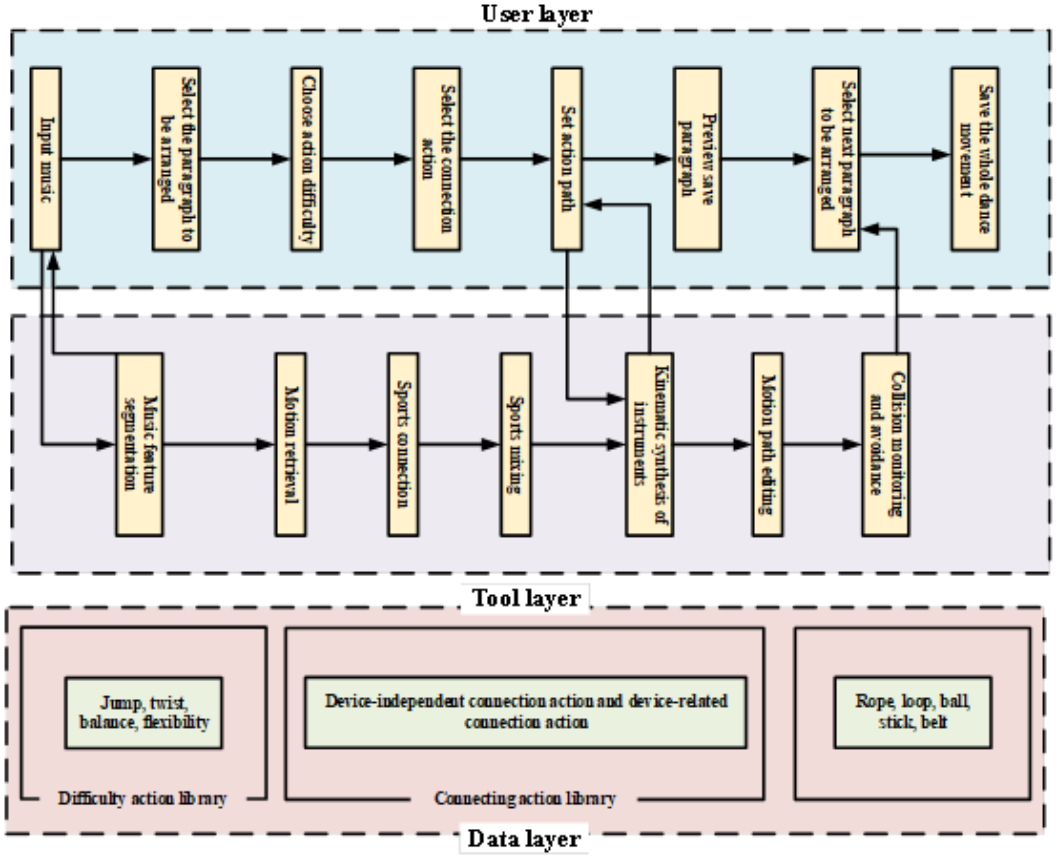 User layer
Input music
Select the paragraph to
be arranged
Choose action difficulty
Select the connection
action
Set action path
Preview save
paragraph
Select next paragraph
to be arranged
Save the whole dance
movement
Music feature
segmentation
Motion retrieval
Sports connection
Sports mixing
Kinematic synthesis of
instruments
Motion path editing
Collision monitoring
and avoidance
Tool layer
Jump, twist,
balance, flexibility
Difficulty action library
Device-independent connection action and device-related
connection action
Connecting action library
Rope, loop, ball,
stick, belt
Data layer